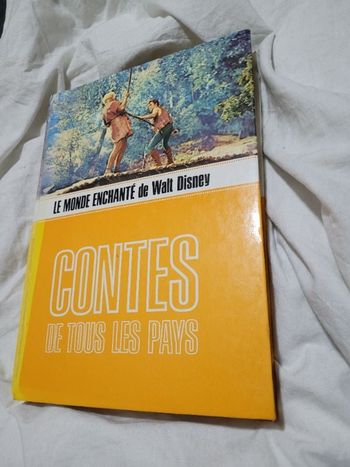 LE MONDE ENCHANTÉ de Walt Disney
CONTES
DE TOUS LES PAYS